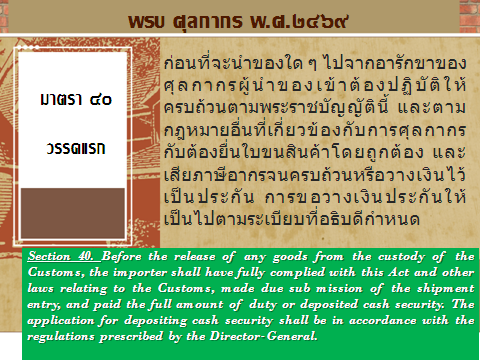 พรบ ศุลกากร พ.ศ.๒๔๖๙
มาตรา ๔๐
วรรคแรก
ก่อนที่จะนำของใด ๆ ไปจากอารักขาของ
ศุลกากรผู้นำของเข้าต้องปฏิบัติให้
ครบถ้วนตามพระราชบัญญัตินี้ และตาม
กฎหมายอื่นที่เกี่ยวข้องกับการศุลกากร
กับต้องยื่นใบขนสินค้าโดยถูกต้อง และ
เสียภาษีอากรจนครบถ้วนหรือวางเงินไว้
เป็นประกัน การขอวางเงินประกันให้
เป็นไปตามระเบียบที่อธิบดีกำหนด
Section 40. Before the release of any goods from the custody of the
Customs, the importer shall have fully complied with this Act and other
laws relating to the Customs, made due sub mission of the shipment
entry, and paid the full amount of duty or deposited cash security. The
application for depositing cash security shall be in accordance with the
regulations prescribed by the Director-General.